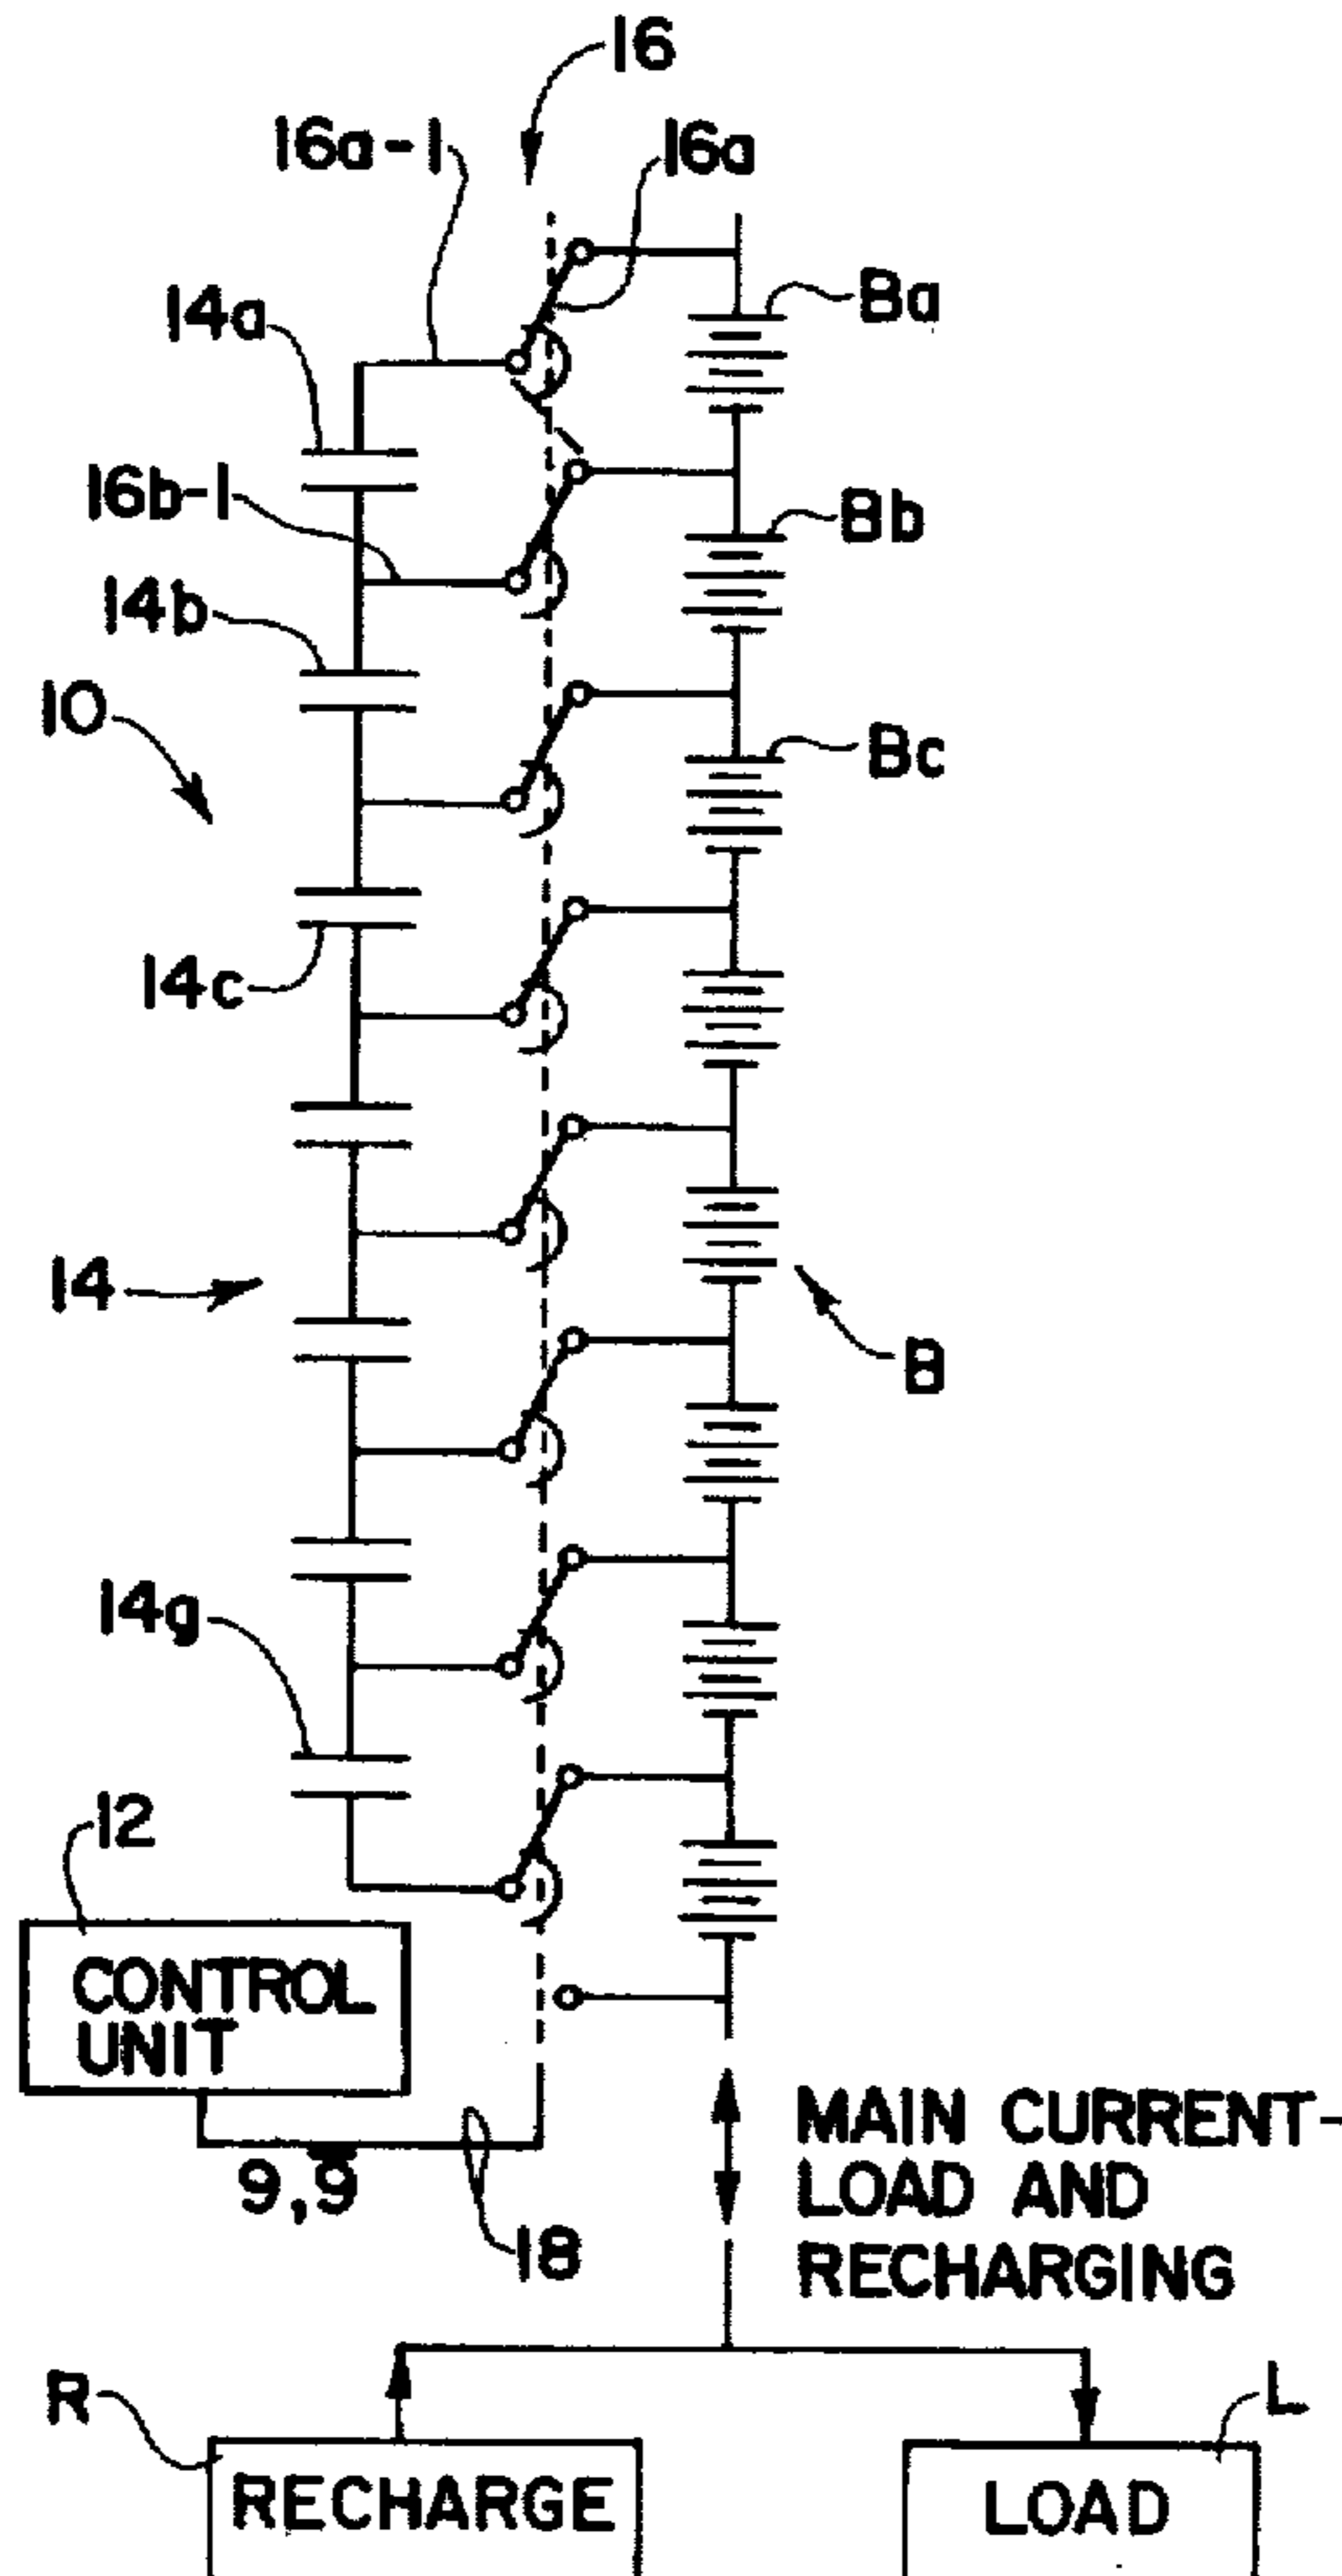 16
16a-1
16a
14a
Ba
16b-1
Bb
14b
10
Bc
14c
14
B
14g
12
CONTROL
UNIT
9,9̅
18
MAIN CURRENT-
LOAD AND
RECHARGING
R
L
RECHARGE
LOAD